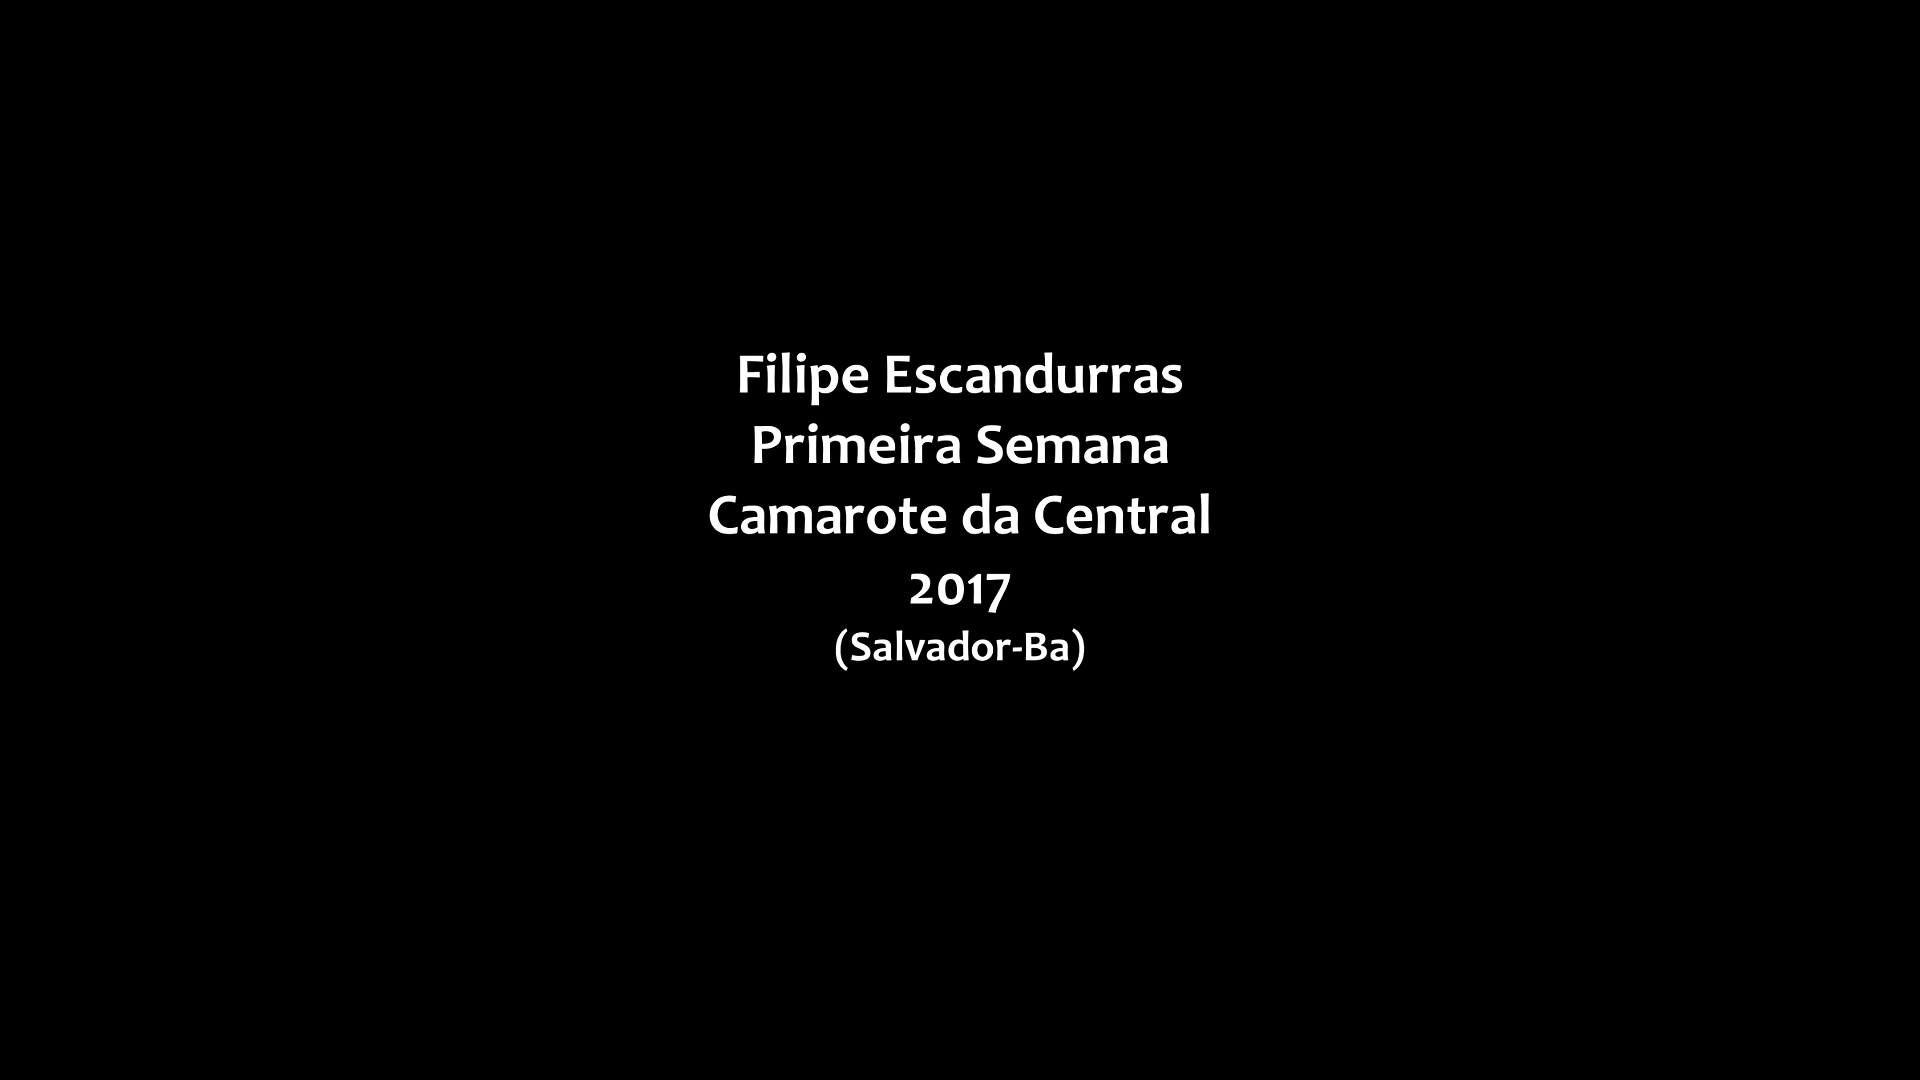 Filipe Escandurras
Primeira Semana
Camarote da Central
2017
(Salvador-Ba)